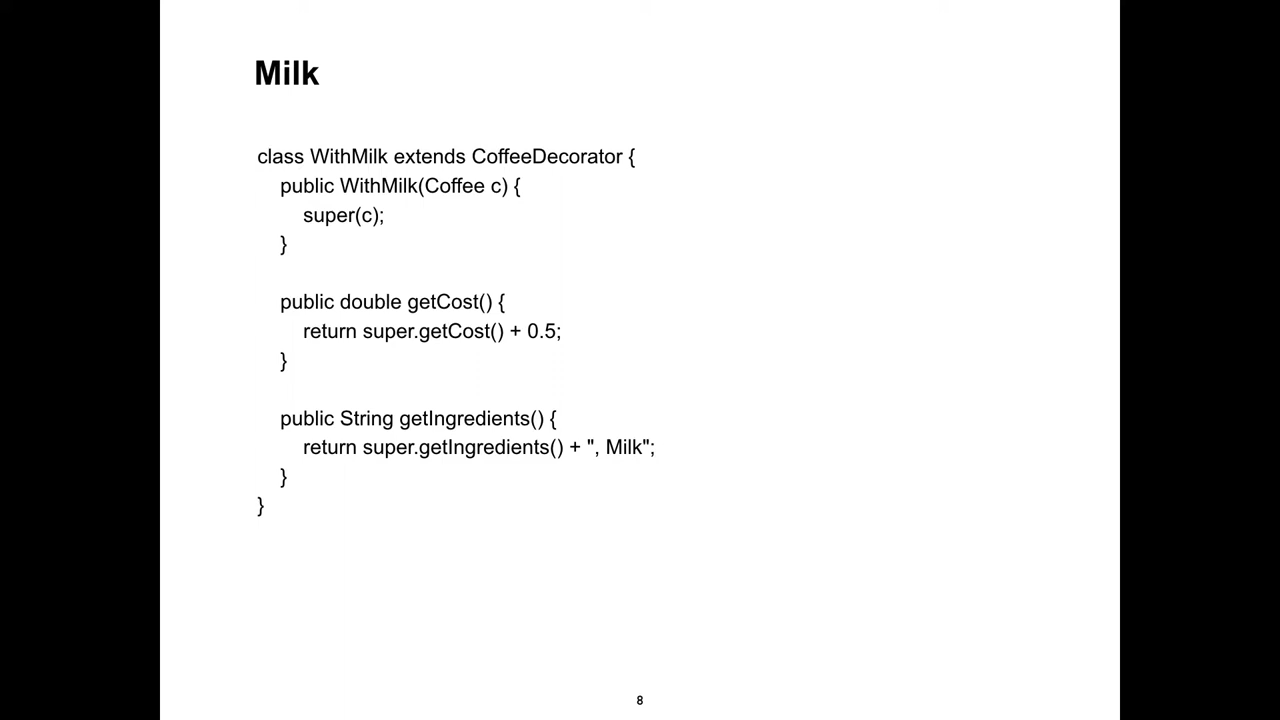 Milk
class WithMilk extends CoffeeDecorator {
public WithMilk(Coffee c) {
super(c);
}
public double getCost() {
return super.getCost() + 0.5;
}
public String getIngredients() {
return super.getIngredients() + ", Milk";
}
}
8